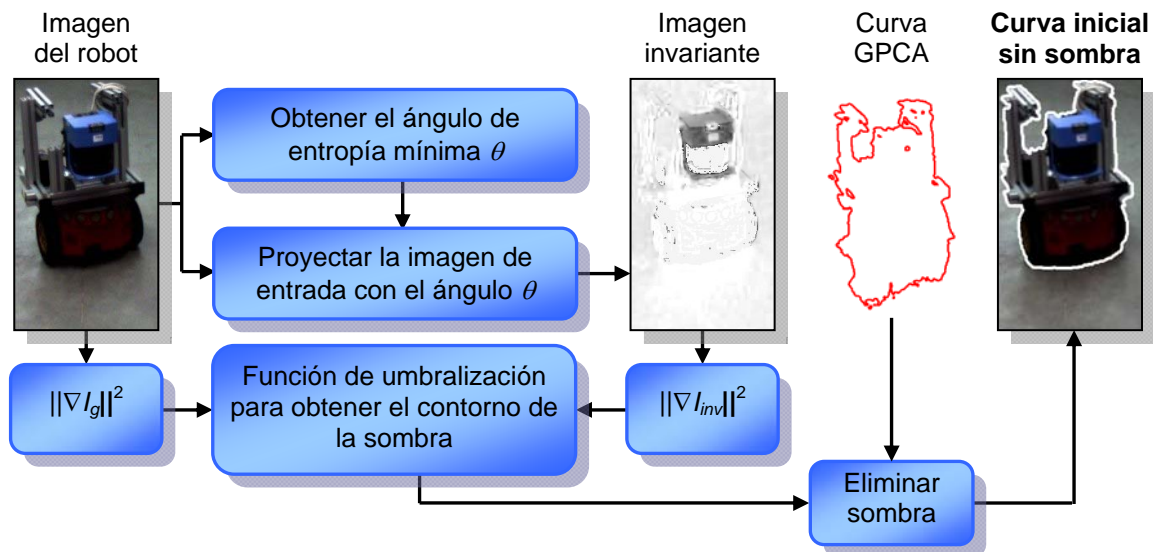 Imagen
del robot
Imagen
invariante
Curva
GPCA
Curva inicial
sin sombra
Obtener el ángulo de
entropía mínima θ
Proyectar la imagen de
entrada con el ángulo θ
||∇I_g||²
Función de umbralización
para obtener el contorno de
la sombra
||∇I_inv||²
Eliminar
sombra